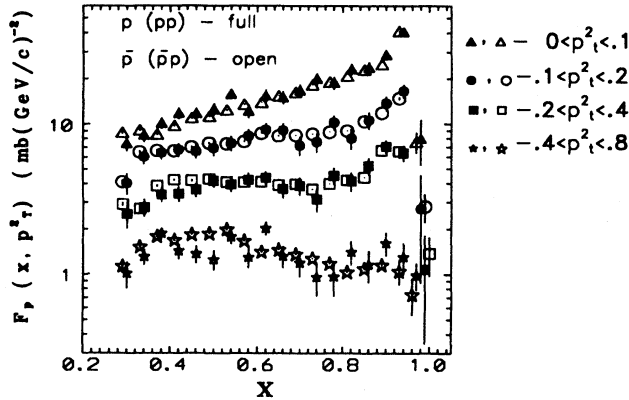 p (pp) – full
p̄ (p̄p) – open
▲, △ – 0<p²ₜ<.1
●, ○ – .1<p²ₜ<.2
■, □ – .2<p²ₜ<.4
★, ☆ – .4<p²ₜ<.8
F_p (x, p²_T) (mb(GeV/c)⁻²)
10
1
0.2 0.4 0.6 0.8 1.0
X